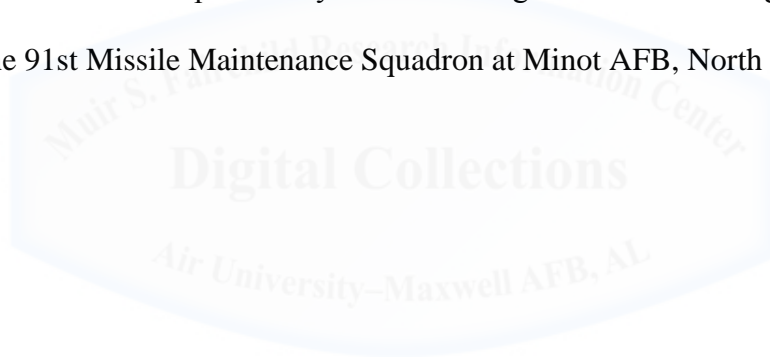 e 91st Missile Maintenance Squadron at Minot AFB, North
Muir S. Fairchild Research Information Center
Digital Collections
Air University–Maxwell AFB, AL